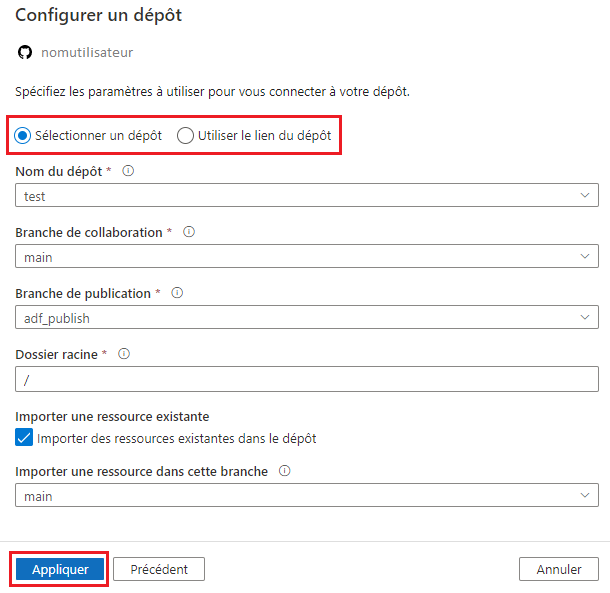 Configurer un dépôt
nomutilisateur
Spécifiez les paramètres à utiliser pour vous connecter à votre dépôt.
Sélectionner un dépôt Utiliser le lien du dépôt
Nom du dépôt *
test
Branche de collaboration *
main
Branche de publication *
adf_publish
Dossier racine *
/
Importer une ressource existante
Importer des ressources existantes dans le dépôt
Importer une ressource dans cette branche
main
Appliquer Précédent Annuler